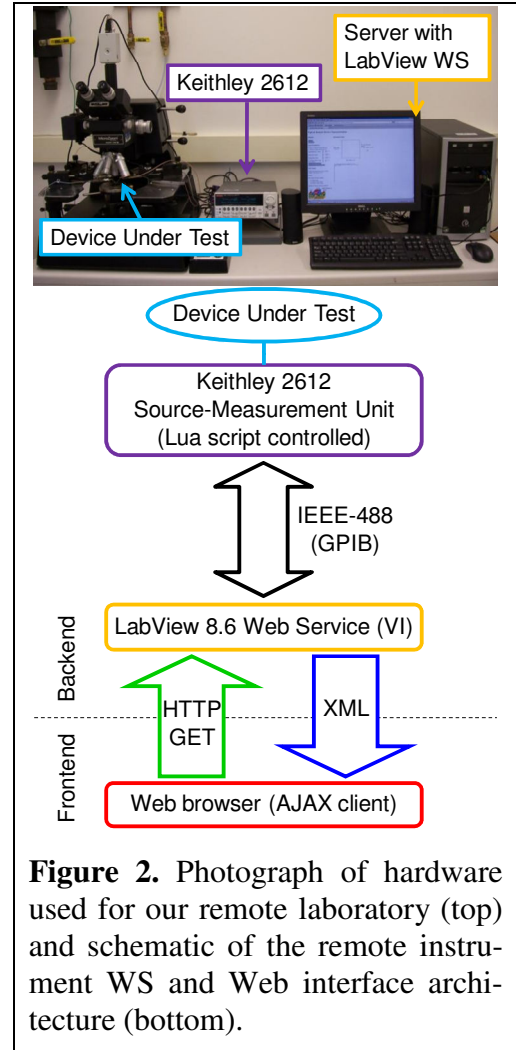 Server with
LabView WS
Keithley 2612
Device Under Test
Device Under Test
Keithley 2612
Source-Measurement Unit
(Lua script controlled)
IEEE-488
(GPIB)
Backend
LabView 8.6 Web Service (VI)
HTTP
GET
XML
Frontend
Web browser (AJAX client)
Figure 2. Photograph of hardware
used for our remote laboratory (top)
and schematic of the remote instru-
ment WS and Web interface archi-
tecture (bottom).